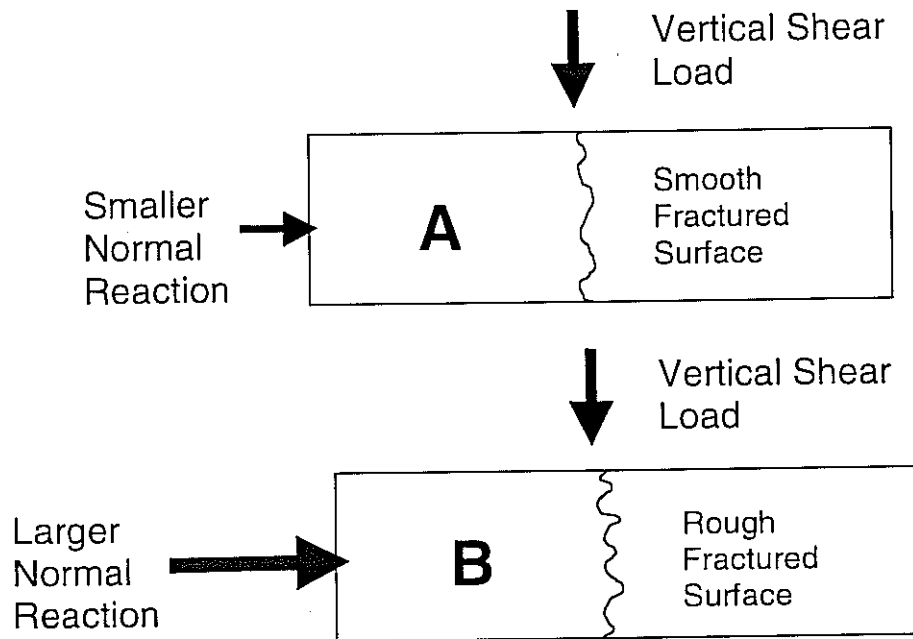 Vertical Shear
Load
Smaller
Normal
Reaction
A
Smooth
Fractured
Surface
Vertical Shear
Load
Larger
Normal
Reaction
B
Rough
Fractured
Surface